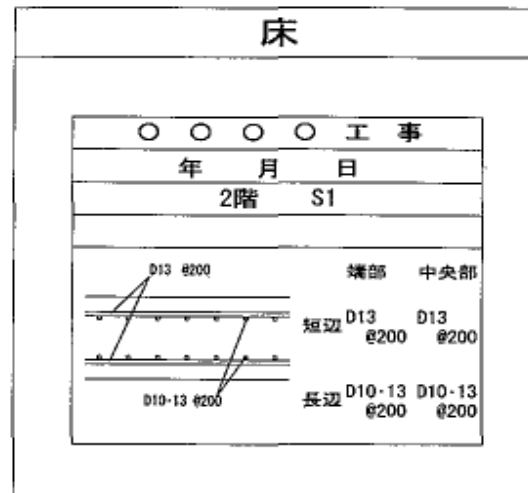 床
○ ○ ○ ○ 工 事
年 月 日
2階 S1
D13 @200
端部 中央部
短辺 D13 @200 D13 @200
D10-13 @200
長辺 D10-13 @200 D10-13 @200